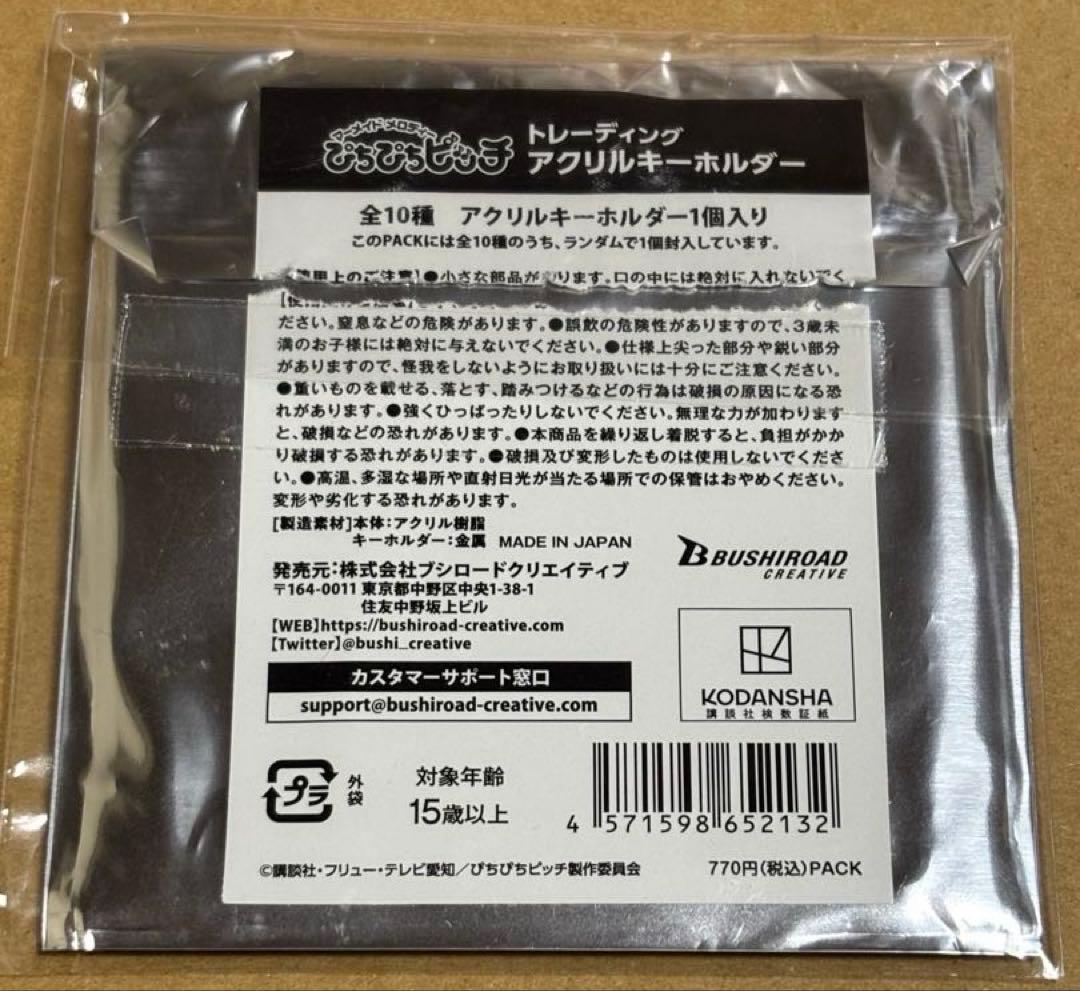 マーメイド メロディー
ぴちぴちピッチ
トレーディング
アクリルキーホルダー
全10種 アクリルキーホルダー1個入り
このPACKには全10種のうち、ランダムで1個封入しています。
用上のご注意】●小さな部品があります。口の中には絶対に入れないでく
ださい。窒息などの危険があります。●誤飲の危険性がありますので、3歳未
満のお子様には絶対に与えないでください。●仕様上尖った部分や鋭い部分
がありますので、怪我をしないようにお取り扱いには十分にご注意ください。
●重いものを載せる、落とす、踏みつけるなどの行為は破損の原因になる恐
れがあります。●強くひっぱったりしないでください。無理な力が加わります
と、破損などの恐れがあります。●本商品を繰り返し着脱すると、負担がかか
り破損する恐れがあります。●破損及び変形したものは使用しないでくださ
い。●高温、多湿な場所や直射日光が当たる場所での保管はおやめください。
変形や劣化する恐れがあります。
[製造素材]本体:アクリル樹脂
キーホルダー:金属 MADE IN JAPAN
発売元:株式会社ブシロードクリエイティブ
〒164-0011 東京都中野区中央1-38-1
住友中野坂上ビル
【WEB】https://bushiroad-creative.com
【Twitter】@bushi_creative
カスタマーサポート窓口
support@bushiroad-creative.com
BUSHIROAD
CREATIVE
KODANSHA
講談社検数証紙
プラ
外袋
対象年齢
15歳以上
4 571598 652132
©講談社・フリュー・テレビ愛知/ぴちぴちピッチ製作委員会
770円(税込)PACK